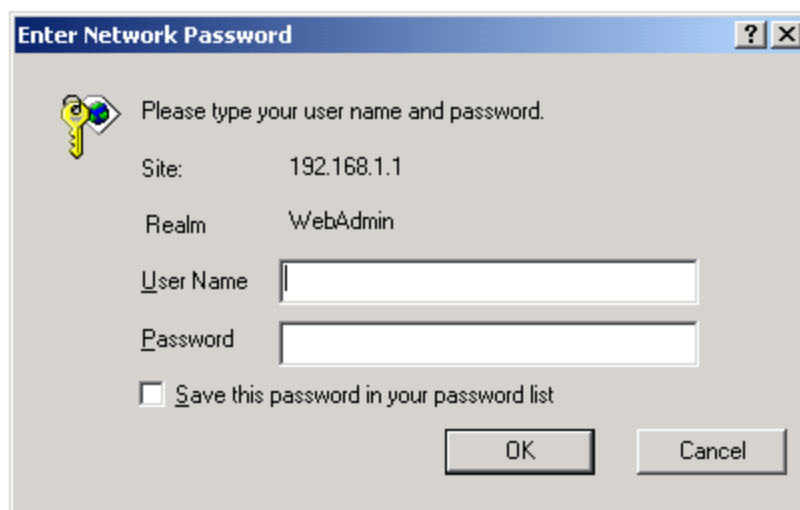 Enter Network Password
Please type your user name and password.
Site: 192.168.1.1
Realm WebAdmin
User Name
Password
Save this password in your password list
OK Cancel